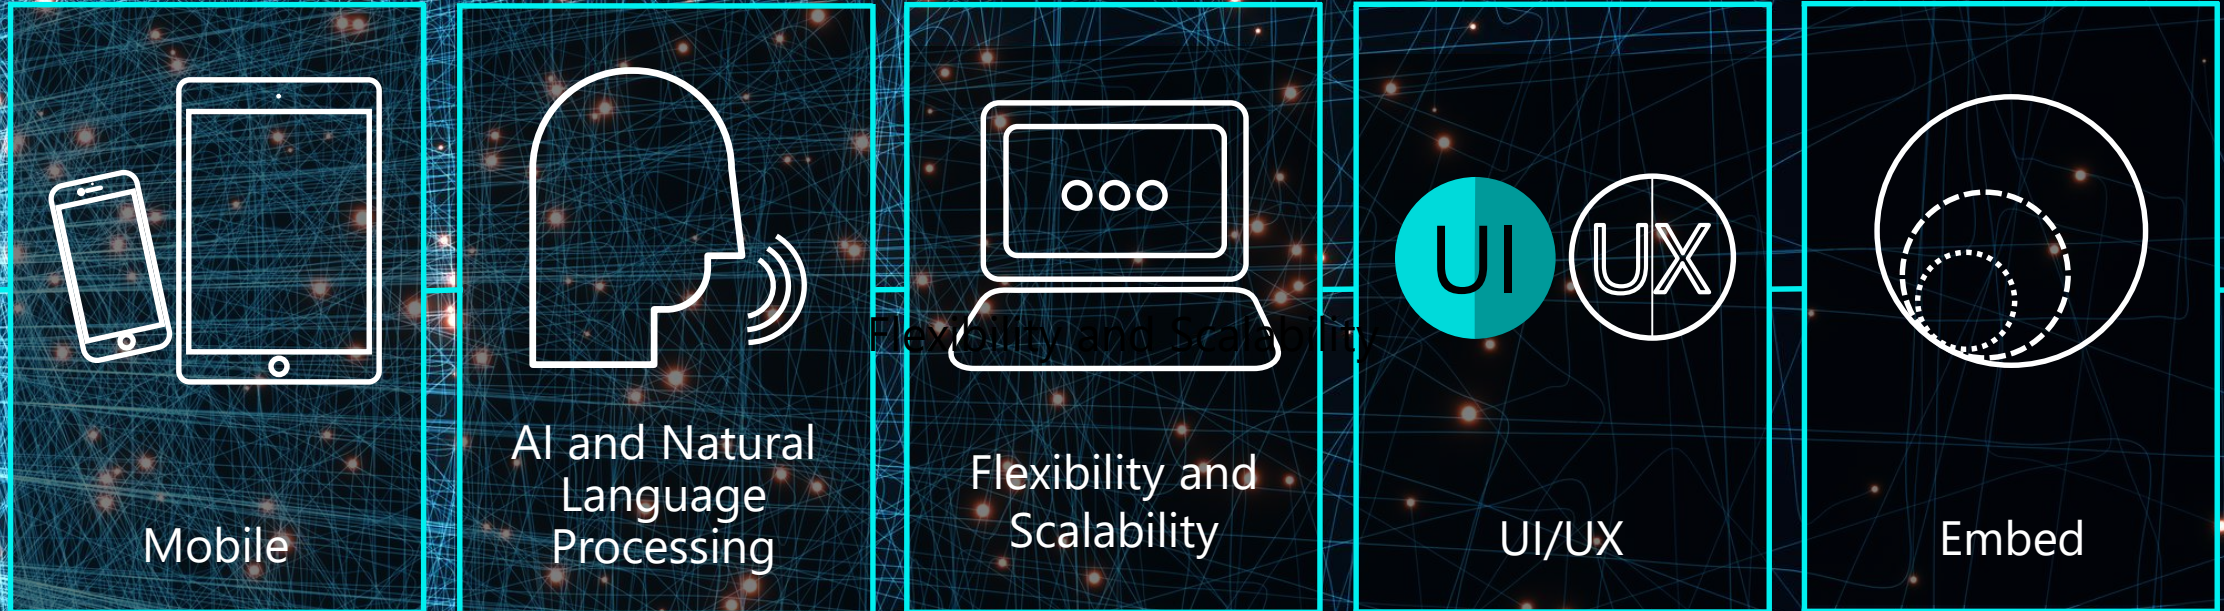 UI
UX
Flexibility and Scalability
Mobile
AI and Natural
Language
Processing
Flexibility and
Scalability
UI/UX
Embed